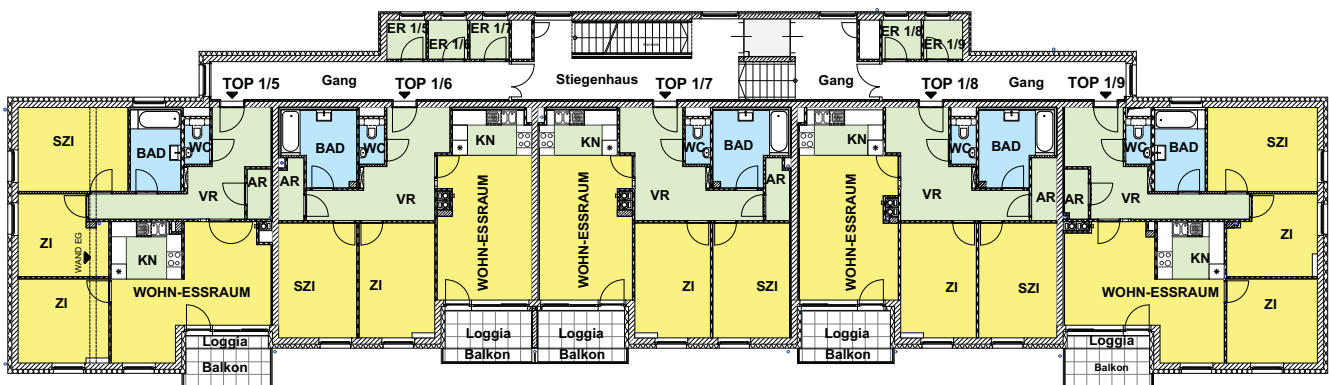 ER 1/5
ER 1/6
ER 1/7
ER 1/8
ER 1/9
TOP 1/5
Gang
TOP 1/6
Stiegenhaus
TOP 1/7
Gang
TOP 1/8
Gang
TOP 1/9
SZI
BAD
WC
VR
AR
ZI
WAND EG
KN
ZI
WOHN-ESSRAUM
Loggia
Balkon
BAD
WC
AR
VR
KN
SZI
ZI
WOHN-ESSRAUM
Loggia
Balkon
KN
WC
BAD
VR
AR
WOHN-ESSRAUM
ZI
SZI
Loggia
Balkon
KN
WC
BAD
VR
AR
WOHN-ESSRAUM
ZI
SZI
Loggia
Balkon
WC
BAD
SZI
AR
VR
ZI
KN
ZI
WOHN-ESSRAUM
Loggia
Balkon